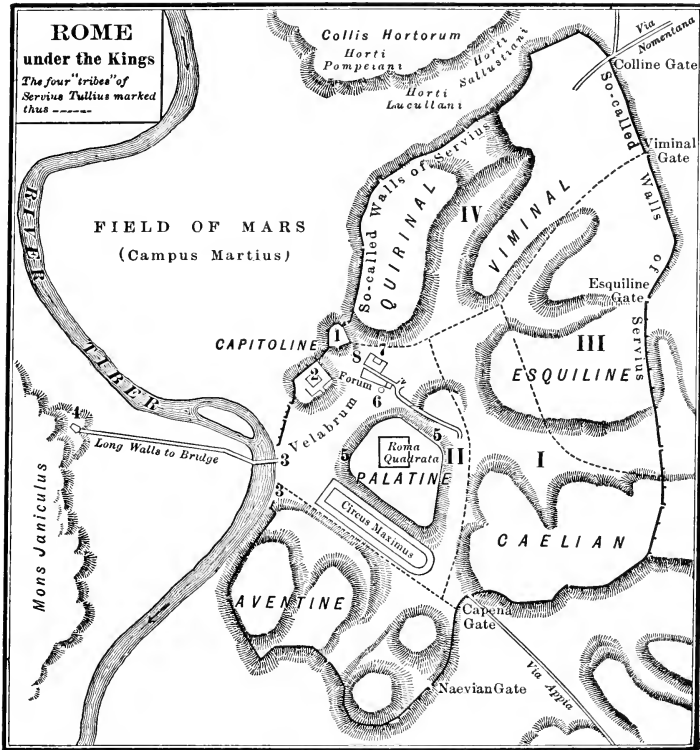 ROME
under the Kings
The four "tribes" of
Servius Tullius marked
thus -----
Collis Hortorum
Horti
Pompeiani
Horti
Sallustiani
Horti
Lucullani
Via
Nomentana
Colline Gate
So-called Walls of Servius
Viminal
Gate
RIVER TIBER
FIELD OF MARS
(Campus Martius)
So-called Walls of Servius
QUIRINAL
IV
VIMINAL
Esquiline
Gate
CAPITOLINE
1
2
8
7
Forum
6
III
ESQUILINE
Velabrum
4
Long Walls to Bridge
3
3
5
5
Roma
Quadrata
PALATINE
II
I
Circus Maximus
CAELIAN
Mons Janiculus
AVENTINE
Capena
Gate
Via Appia
Naevian Gate